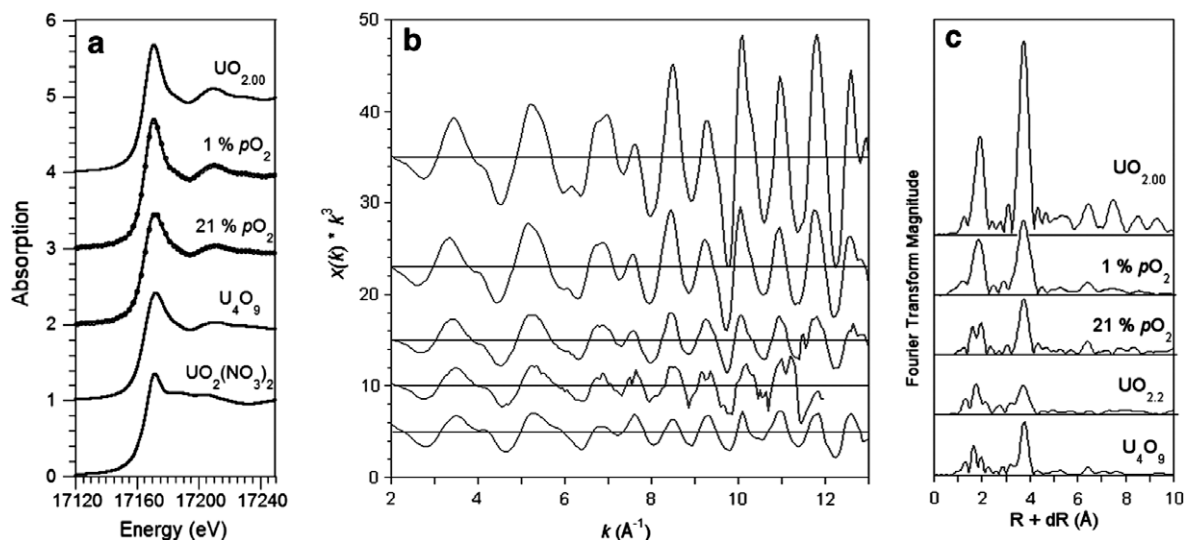 a
Absorption
6
5
4
3
2
1
0
UO2.00
1 % pO2
21 % pO2
U4O9
UO2(NO3)2
17120 17160 17200 17240
Energy (eV)
b
χ(k) * k3
50
40
30
20
10
0
2 4 6 8 10 12
k (Å-1)
c
Fourier Transform Magnitude
UO2.00
1 % pO2
21 % pO2
UO2.2
U4O9
0 2 4 6 8 10
R + dR (Å)